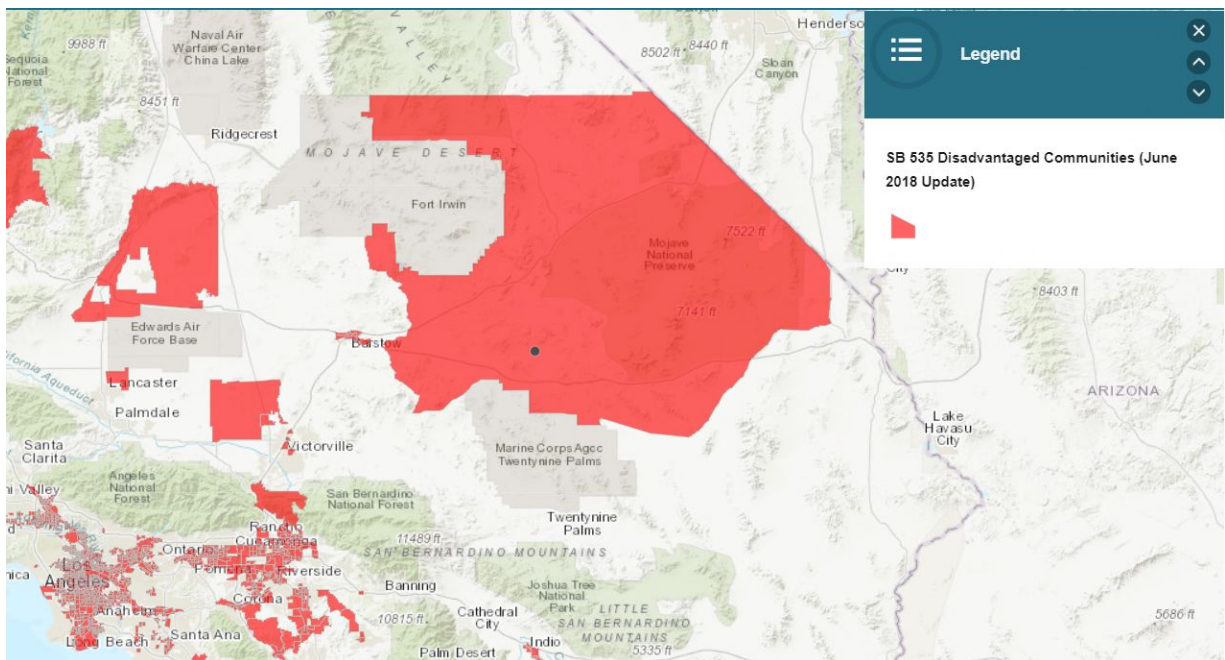 Legend
SB 535 Disadvantaged Communities (June
2018 Update)
Naval Air
Warfare Center
China Lake
9988 ft
Sequoia
National
Forest
8451 ft
VALLEY
8502 ft
8440 ft
Sloan
Canyon
Ridgecrest
MOJAVE DESERT
Fort Irwin
7522 ft
Mojave
National
Preserve
7141 ft
City
8403 ft
Edwards Air
Force Base
Barstow
California Aqueduct
Lancaster
Palmdale
ARIZONA
Lake
Havasu
City
Santa
Clarita
Victorville
Marine Corps Agcc
Twentynine Palms
Angeles
National
Forest
San Bernardino
National Forest
Rancho
Cucamonga
Twentynine
Palms
11489 ft
SAN BERNARDINO MOUNTAINS
Ontario
Pomona
Riverside
Los
Angeles
Banning
Joshua Tree
National
Park
LITTLE
SAN BERNARDINO
MOUNTAINS
5335 ft
Corona
Anaheim
10815 ft
Cathedral
City
5686 ft
Long Beach
Santa Ana
Palm Desert
Indio